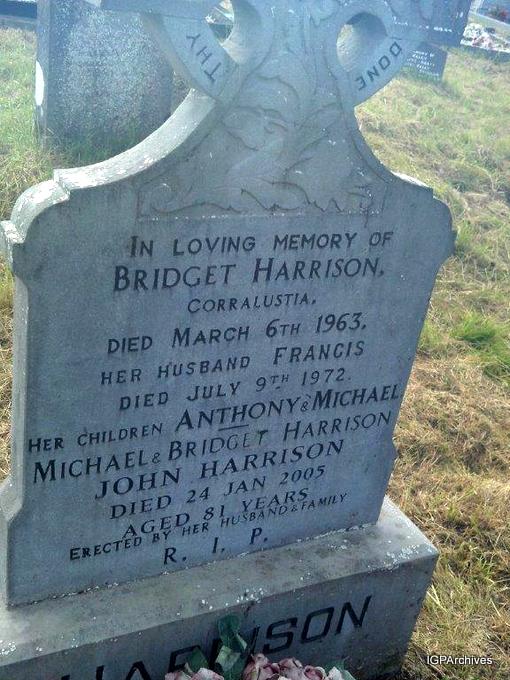 THY DONE
IN LOVING MEMORY OF
BRIDGET HARRISON,
CORRALUSTIA,
DIED MARCH 6TH 1963.
HER HUSBAND FRANCIS
DIED JULY 9TH 1972.
HER CHILDREN ANTHONY & MICHAEL
MICHAEL & BRIDGET HARRISON
JOHN HARRISON
DIED 24 JAN 2005
AGED 81 YEARS
ERECTED BY HER HUSBAND & FAMILY
R. I. P.
HARRISON
IGPArchives